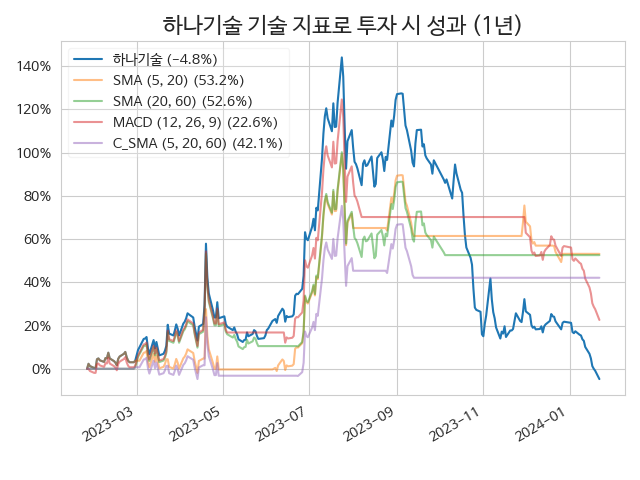 하나기술 기술 지표로 투자 시 성과 (1년)
하나기술 (-4.8%)
SMA (5, 20) (53.2%)
SMA (20, 60) (52.6%)
MACD (12, 26, 9) (22.6%)
C_SMA (5, 20, 60) (42.1%)
140%
120%
100%
80%
60%
40%
20%
0%
2023-03
2023-05
2023-07
2023-09
2023-11
2024-01